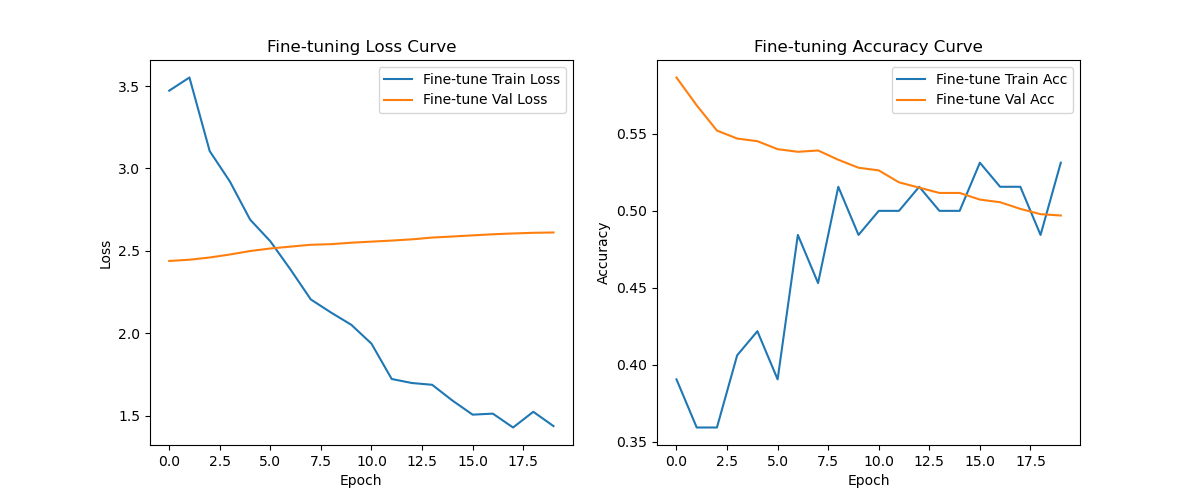 Fine-tuning Loss Curve
3.5
3.0
2.5
2.0
1.5
Loss
0.0 2.5 5.0 7.5 10.0 12.5 15.0 17.5
Epoch
Fine-tune Train Loss
Fine-tune Val Loss
Fine-tuning Accuracy Curve
0.55
0.50
0.45
0.40
0.35
Accuracy
0.0 2.5 5.0 7.5 10.0 12.5 15.0 17.5
Epoch
Fine-tune Train Acc
Fine-tune Val Acc